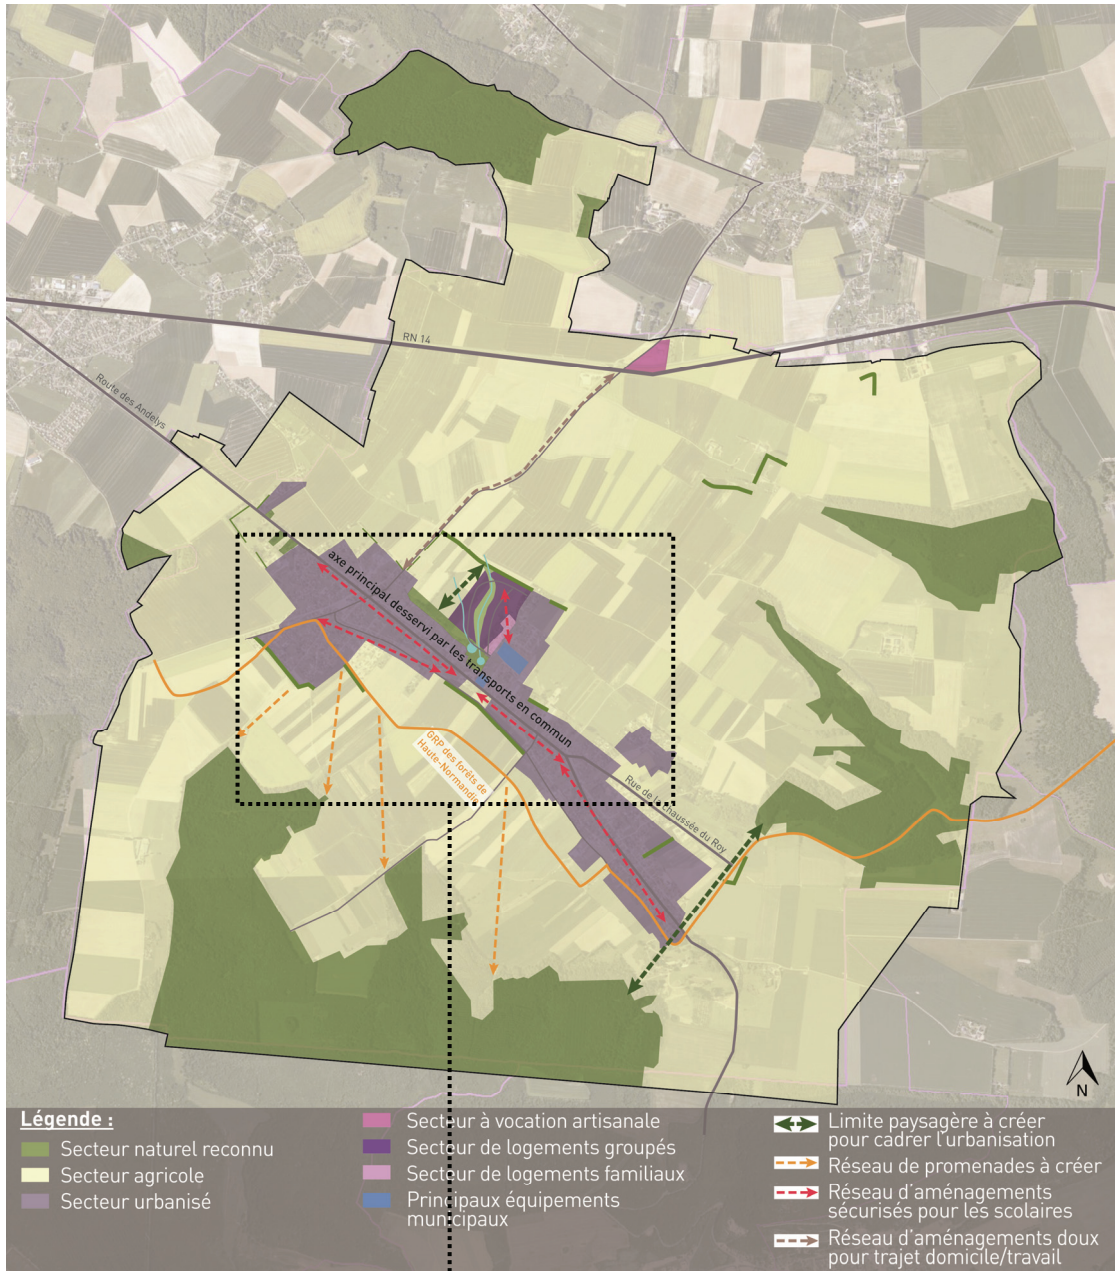 RN 14
Route des Andelys
axe principal desservi par les transports en commun
GRP des forêts de
Haute-Normandie
Rue de la chaussée du Roy
N
Légende :
Secteur naturel reconnu
Secteur agricole
Secteur urbanisé
Secteur à vocation artisanale
Secteur de logements groupés
Secteur de logements familiaux
Principaux équipements
municipaux
Limite paysagère à créer
pour cadrer l'urbanisation
Réseau de promenades à créer
Réseau d'aménagements
sécurisés pour les scolaires
Réseau d'aménagements doux
pour trajet domicile/travail